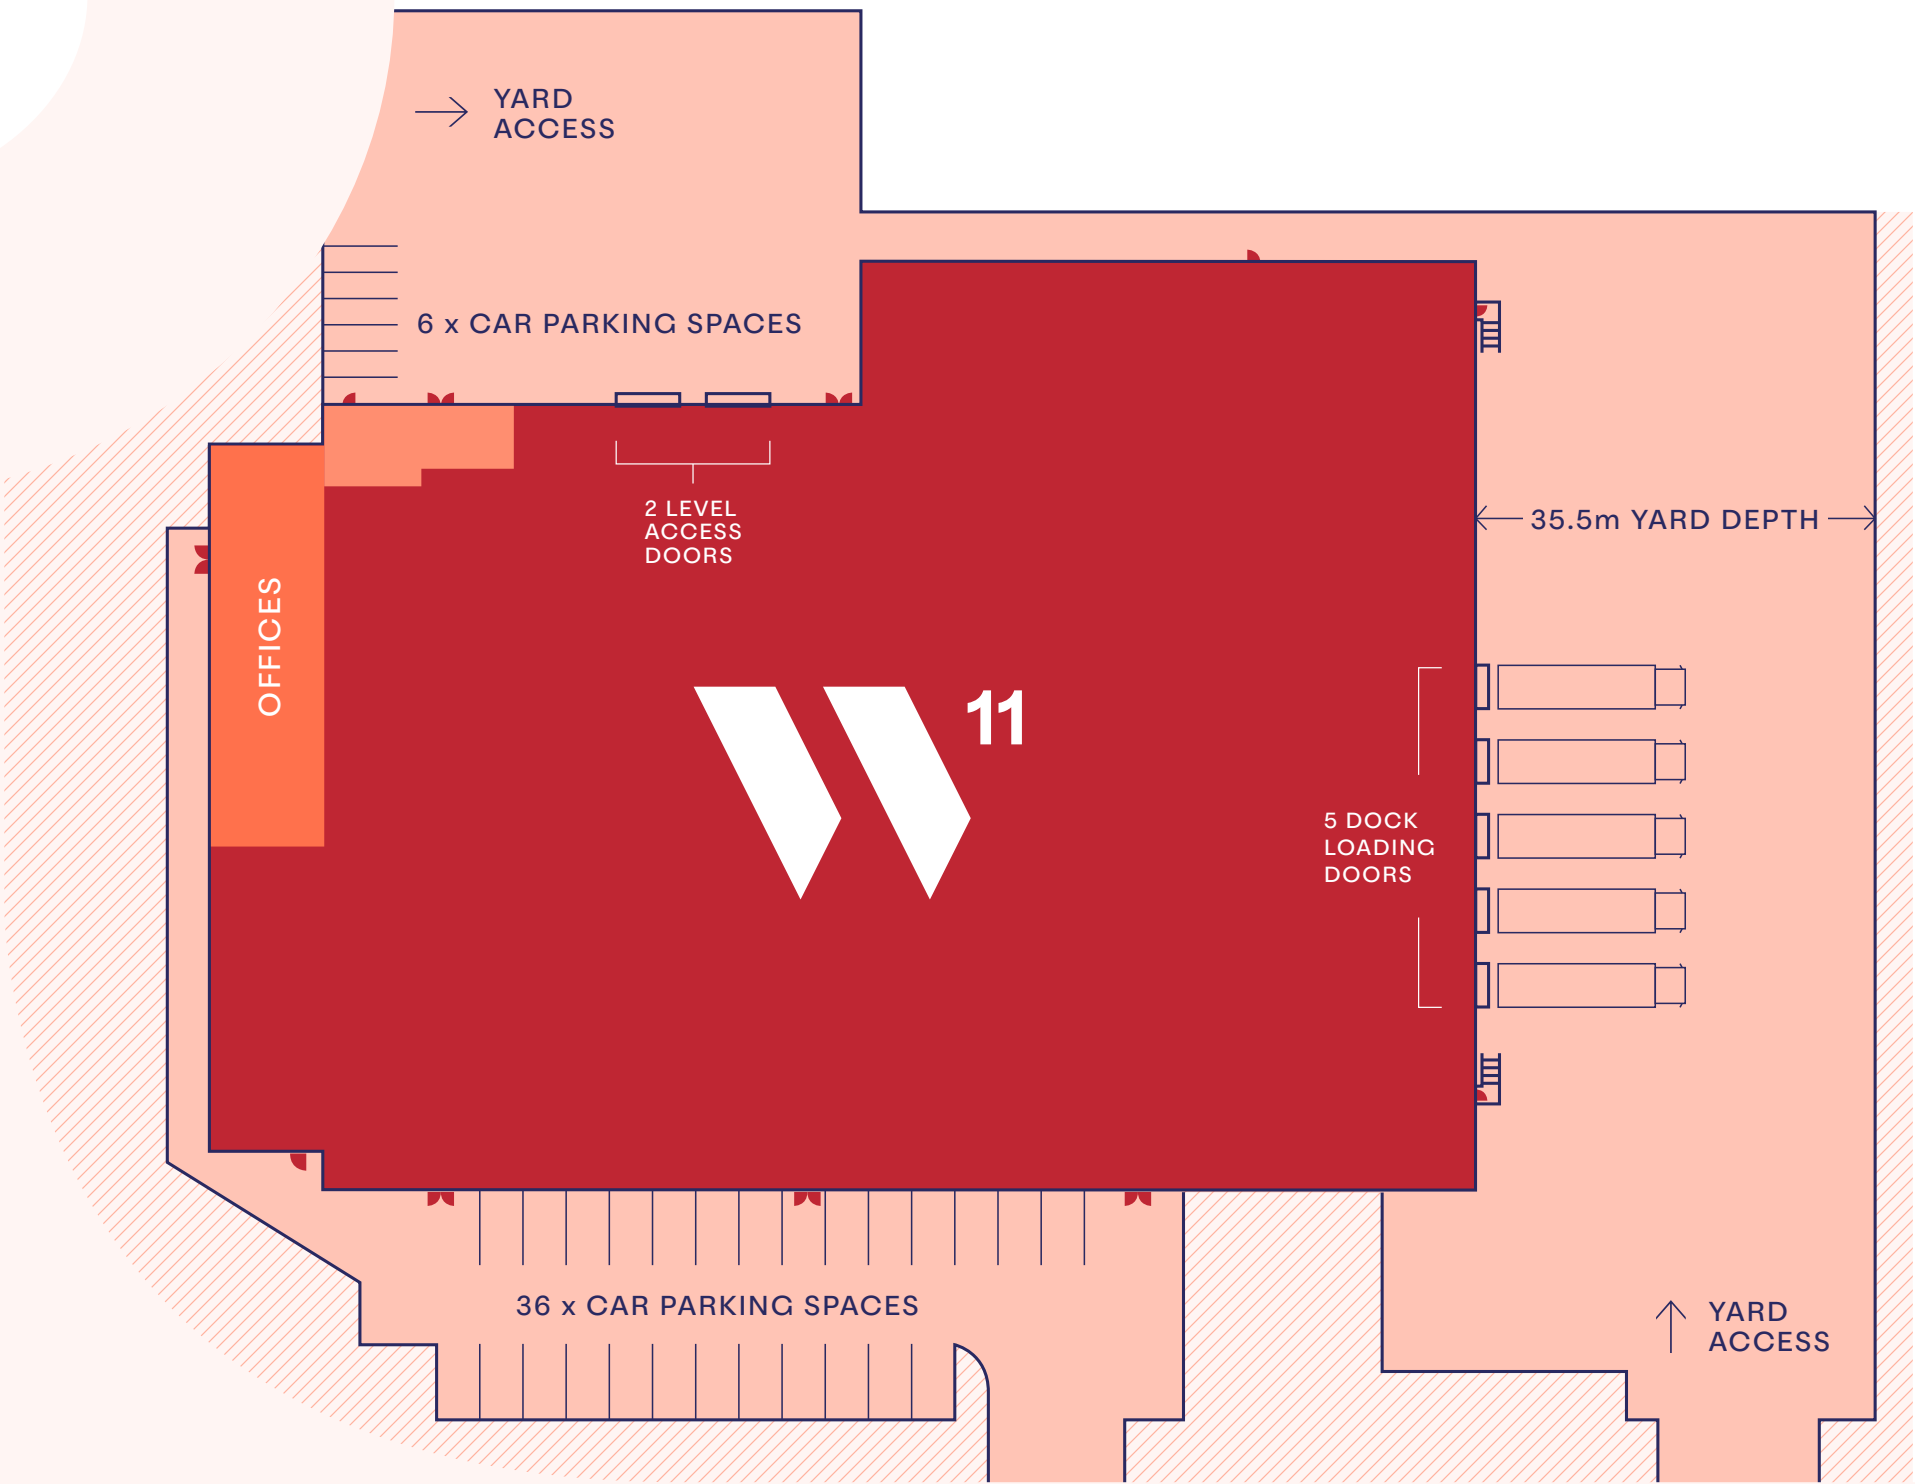 YARD
ACCESS
6 x CAR PARKING SPACES
2 LEVEL
ACCESS
DOORS
35.5m YARD DEPTH
OFFICES
11
5 DOCK
LOADING
DOORS
36 x CAR PARKING SPACES
YARD
ACCESS